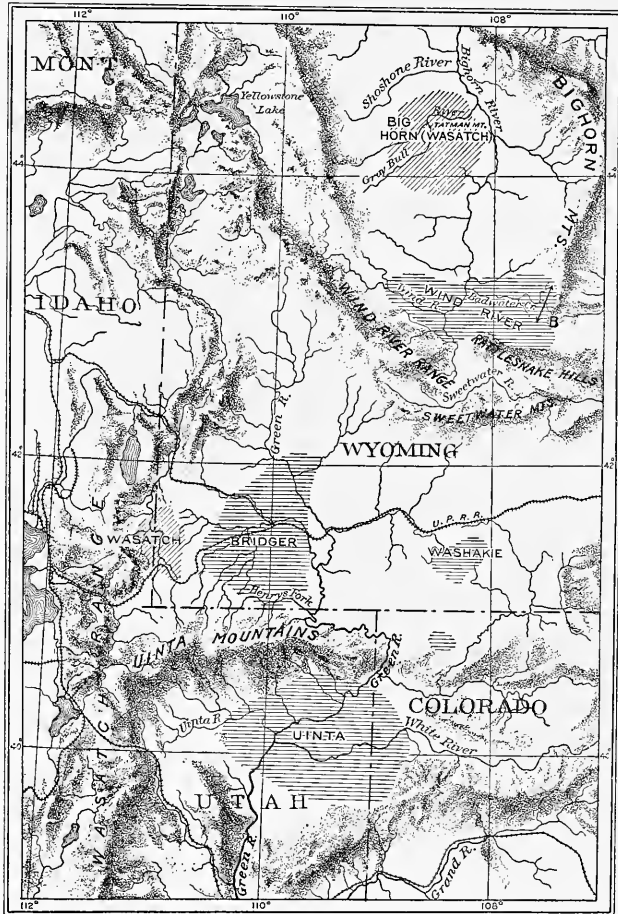 112°
110°
108°
MONT
Yellowstone
Lake
Shoshone River
Bighorn River
BIGHORN
MTS.
River
TATMAN MT.
BIG
HORN (WASATCH)
Gray Bull
44
44
IDAHO
WIND RIVER RANGE
WIND
RIVER
Wind R.
Badwater Cr.
B
RATTLESNAKE HILLS
Sweetwater R.
SWEETWATER MTS.
Green R.
WYOMING
42
42°
U.P.R.R.
WASATCH
BRIDGER
WASHAKIE
Henrys Fork
UINTA MOUNTAINS
Green R.
COLORADO
Uinta R.
UINTA
White River
WASATCH RANGE
UTAH
Green R.
Grand R.
112°
110°
108°